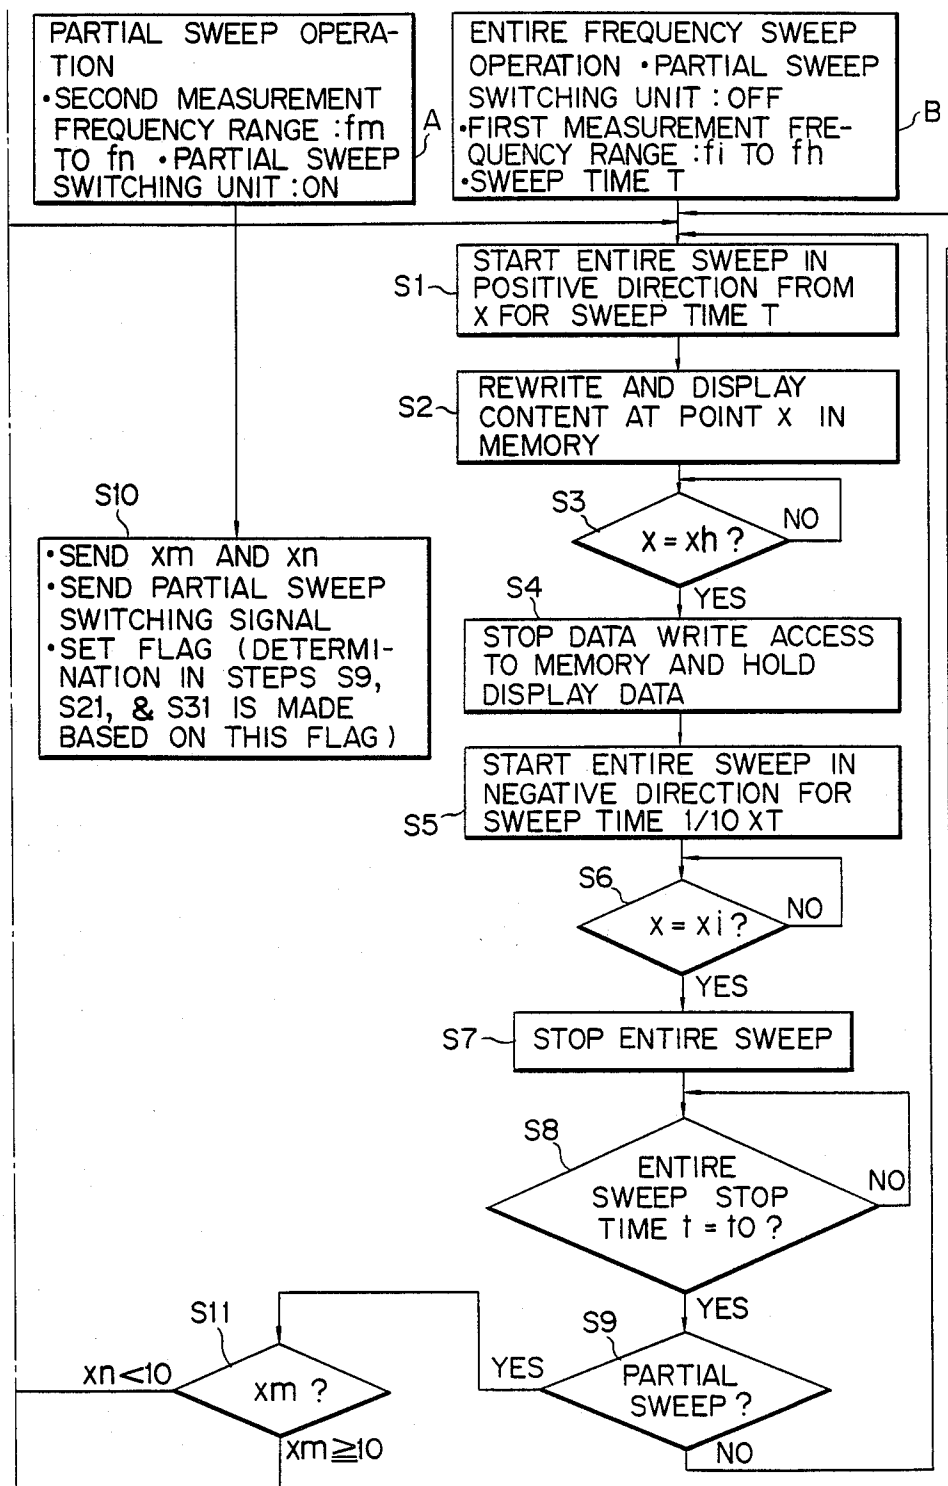 PARTIAL SWEEP OPERA-
TION
•SECOND MEASUREMENT
FREQUENCY RANGE :fm
TO fn •PARTIAL SWEEP
SWITCHING UNIT :ON
A
ENTIRE FREQUENCY SWEEP
OPERATION •PARTIAL SWEEP
SWITCHING UNIT : OFF
•FIRST MEASUREMENT FRE-
QUENCY RANGE :fi TO fh
•SWEEP TIME T
B
S1
START ENTIRE SWEEP IN
POSITIVE DIRECTION FROM
X FOR SWEEP TIME T
S2
REWRITE AND DISPLAY
CONTENT AT POINT X IN
MEMORY
S3
x = xh ?
NO
YES
S10
•SEND xm AND xn
•SEND PARTIAL SWEEP
SWITCHING SIGNAL
•SET FLAG (DETERMI-
NATION IN STEPS S9,
S21, & S31 IS MADE
BASED ON THIS FLAG)
S4
STOP DATA WRITE ACCESS
TO MEMORY AND HOLD
DISPLAY DATA
S5
START ENTIRE SWEEP IN
NEGATIVE DIRECTION FOR
SWEEP TIME 1/10 XT
S6
x = xi ?
NO
YES
S7
STOP ENTIRE SWEEP
S8
ENTIRE
SWEEP STOP
TIME t = t0 ?
NO
YES
S9
PARTIAL
SWEEP ?
YES
NO
S11
xm ?
xn<10
xm≧10